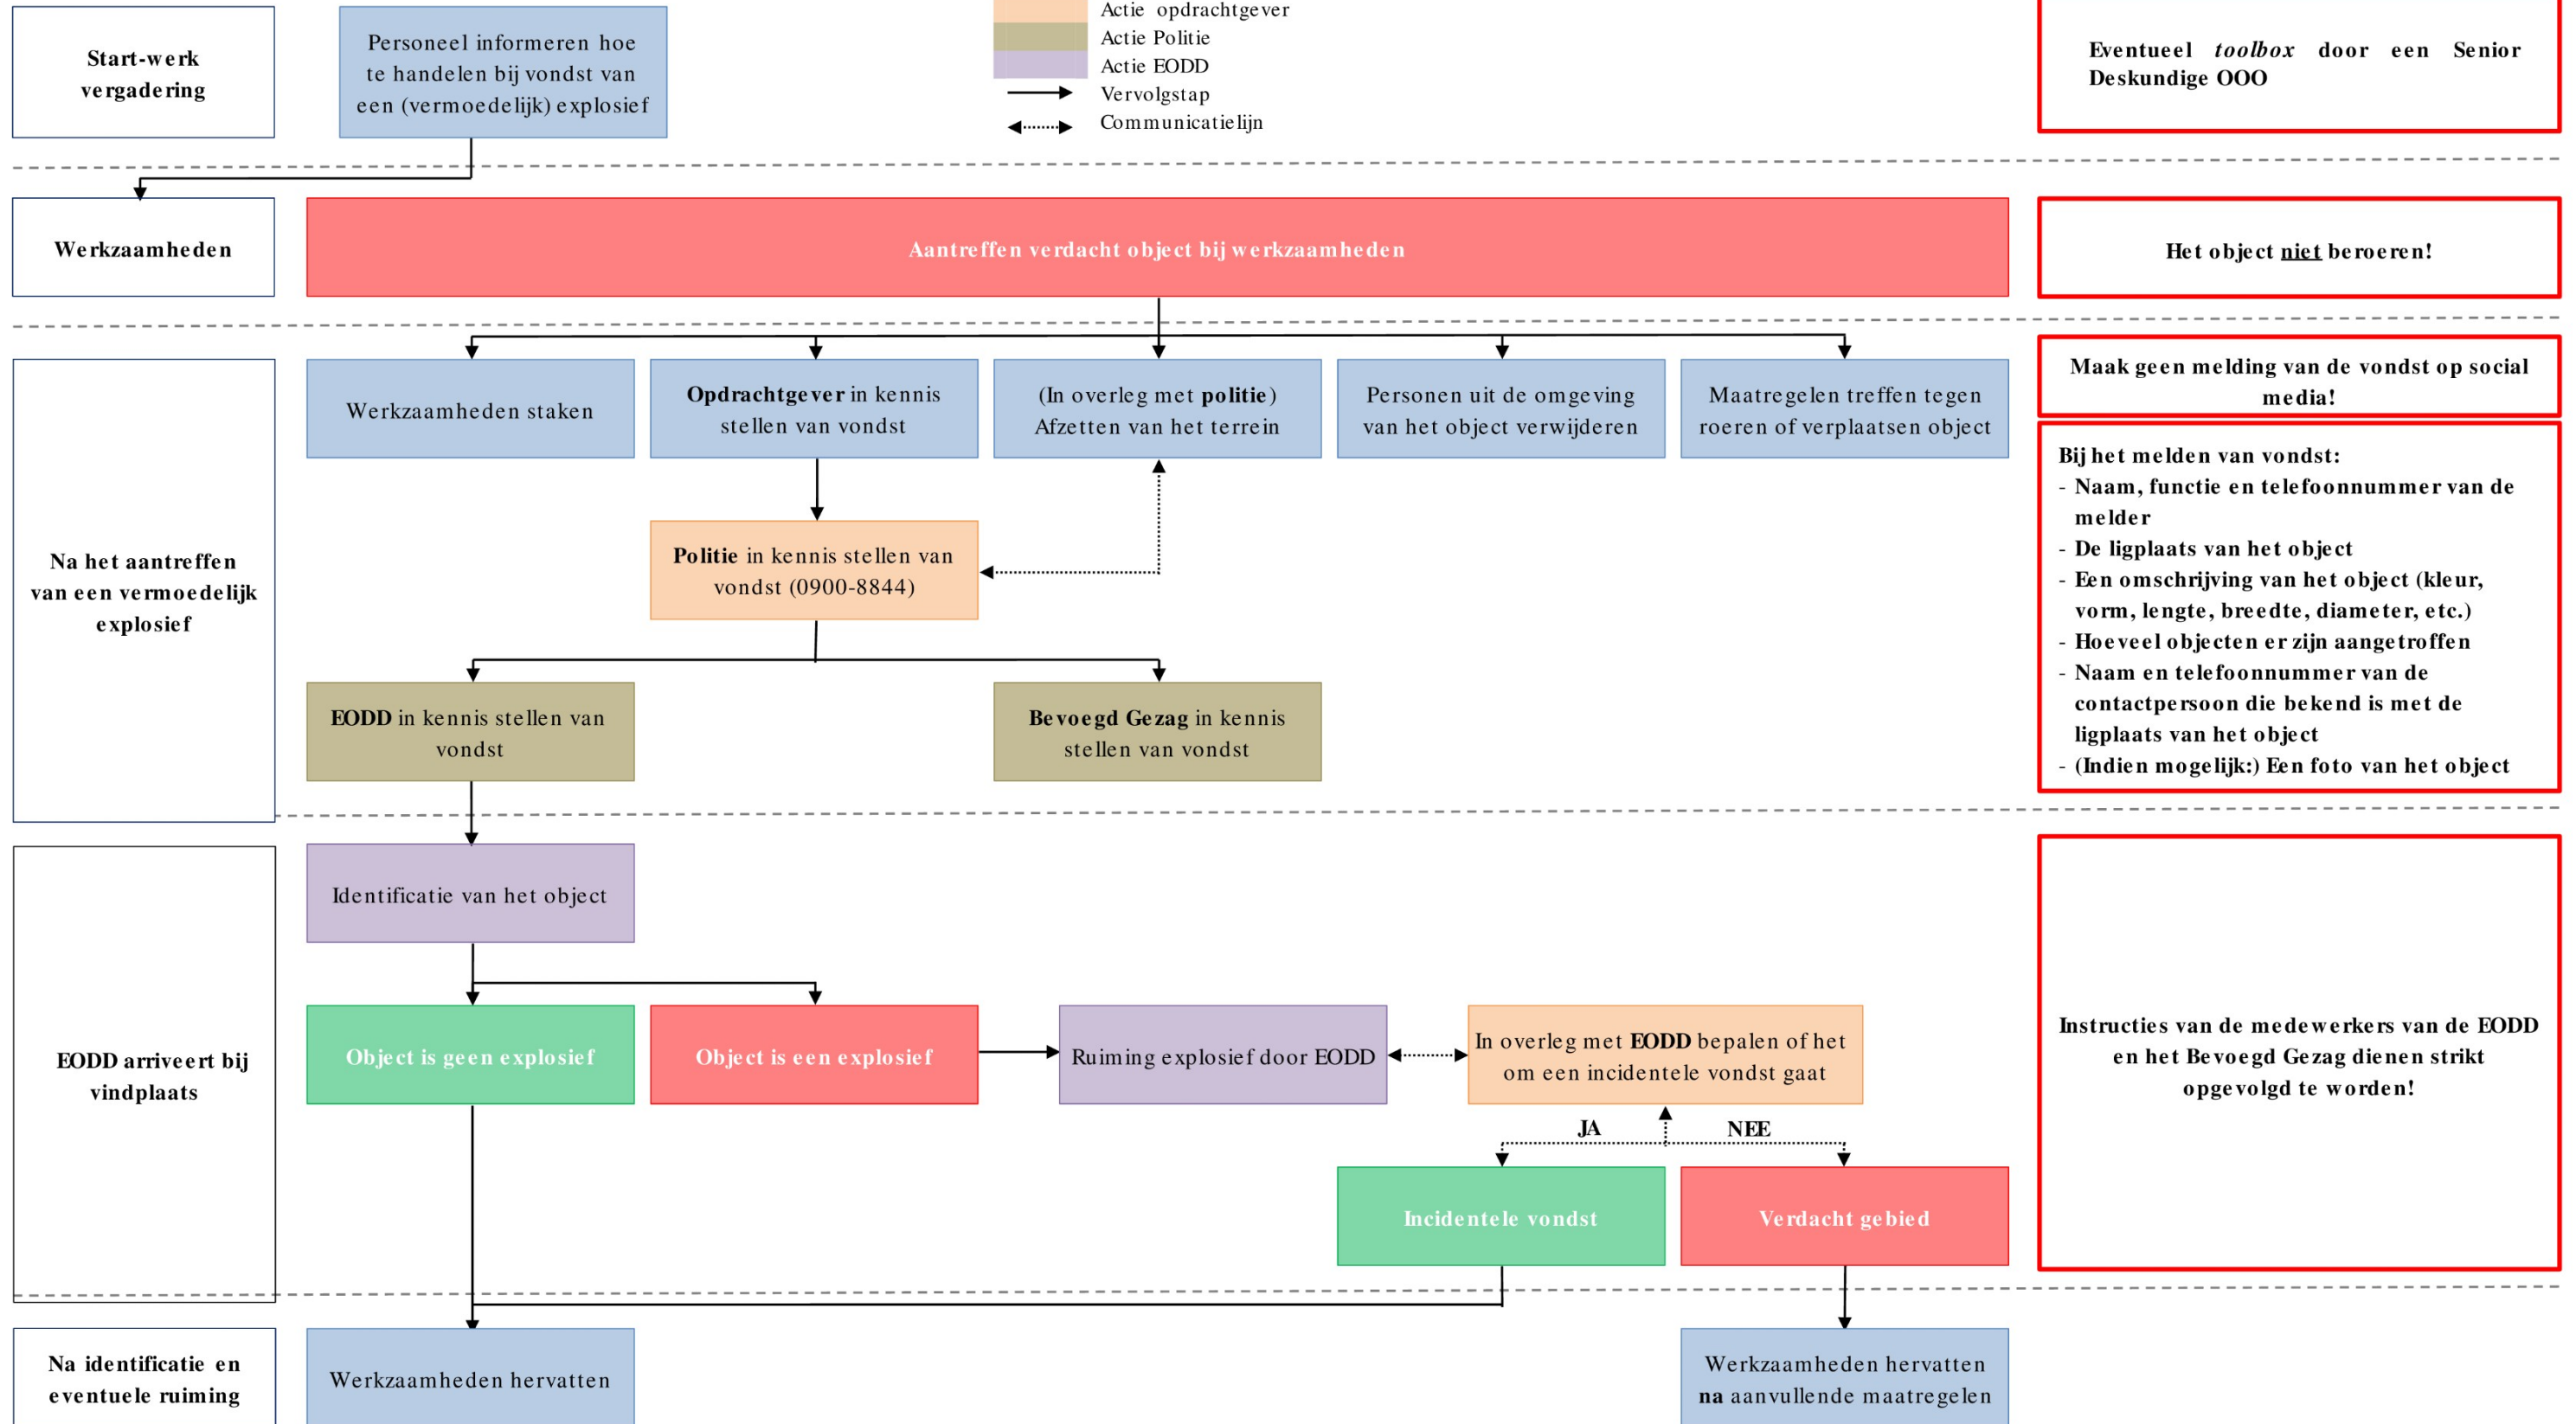 Start-werk
vergadering
Personeel informeren hoe
te handelen bij vondst van
een (vermoedelijk) explosief
Actie opdrachtgever
Actie Politie
Actie EODD
Vervolgstap
Communicatielijn
Eventueel toolbox door een Senior
Deskundige OOO
Werkzaamheden
Aantreffen verdacht object bij werkzaamheden
Het object niet beroeren!
Na het aantreffen
van een vermoedelijk
explosief
Werkzaamheden staken
Opdrachtgever in kennis
stellen van vondst
(In overleg met politie)
Afzetten van het terrein
Personen uit de omgeving
van het object verwijderen
Maatregelen treffen tegen
roeren of verplaatsen object
Maak geen melding van de vondst op social
media!
Politie in kennis stellen van
vondst (0900-8844)
EODD in kennis stellen van
vondst
Bevoegd Gezag in kennis
stellen van vondst
Bij het melden van vondst:
- Naam, functie en telefoonnummer van de
melder
- De ligplaats van het object
- Een omschrijving van het object (kleur,
vorm, lengte, breedte, diameter, etc.)
- Hoeveel objecten er zijn aangetroffen
- Naam en telefoonnummer van de
contactpersoon die bekend is met de
ligplaats van het object
- (Indien mogelijk:) Een foto van het object
EODD arriveert bij
vindplaats
Identificatie van het object
Object is geen explosief
Object is een explosief
Ruiming explosief door EODD
In overleg met EODD bepalen of het
om een incidentele vondst gaat
JA
NEE
Incidentele vondst
Verdacht gebied
Instructies van de medewerkers van de EODD
en het Bevoegd Gezag dienen strikt
opgevolgd te worden!
Na identificatie en
eventuele ruiming
Werkzaamheden hervatten
Werkzaamheden hervatten
na aanvullende maatregelen